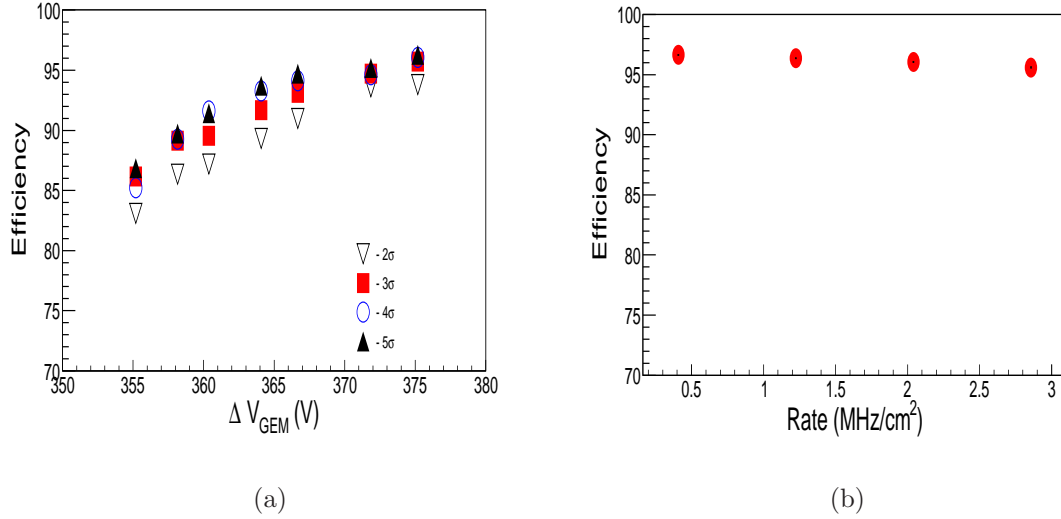 100
95
90
85
80
75
70
Efficiency
350
355
360
365
370
375
380
Δ V_GEM (V)
- 2σ
- 3σ
- 4σ
- 5σ
(a)
100
95
90
85
80
75
70
Efficiency
0.5
1
1.5
2
2.5
3
Rate (MHz/cm²)
(b)